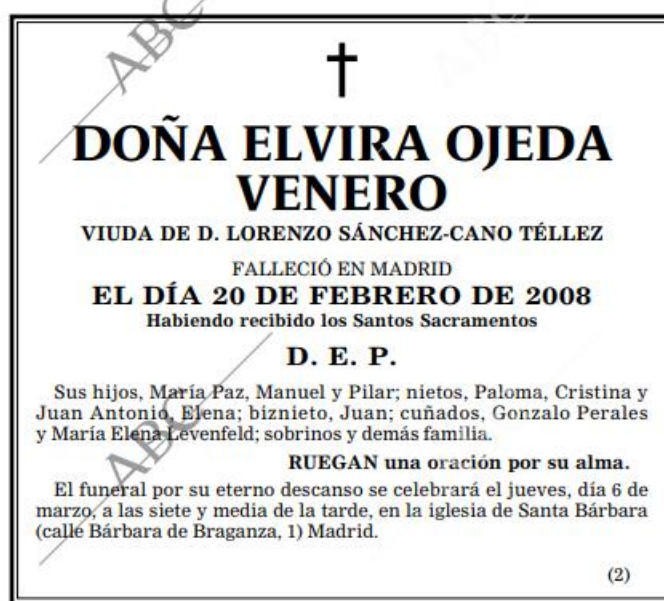 DOÑA ELVIRA OJEDA
VENERO
VIUDA DE D. LORENZO SÁNCHEZ-CANO TÉLLEZ
FALLECIÓ EN MADRID
EL DÍA 20 DE FEBRERO DE 2008
Habiendo recibido los Santos Sacramentos
D. E. P.
Sus hijos, María Paz, Manuel y Pilar; nietos, Paloma, Cristina y
Juan Antonio, Elena; biznieto, Juan; cuñados, Gonzalo Perales
y María Elena Levenfeld; sobrinos y demás familia.
RUEGAN una oración por su alma.
El funeral por su eterno descanso se celebrará el jueves, día 6 de
marzo, a las siete y media de la tarde, en la iglesia de Santa Bárbara
(calle Bárbara de Braganza, 1) Madrid.
(2)
ABC
ABC
ABC